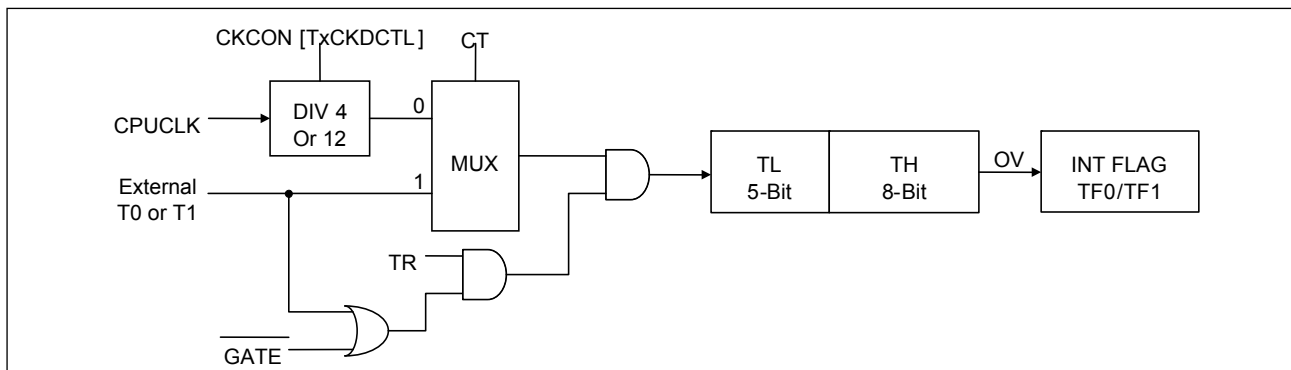 CKCON [TxCKDCTL]
CT
CPUCLK
DIV 4
Or 12
0
MUX
External
T0 or T1
1
TL
5-Bit
TH
8-Bit
OV
INT FLAG
TF0/TF1
TR
GATE